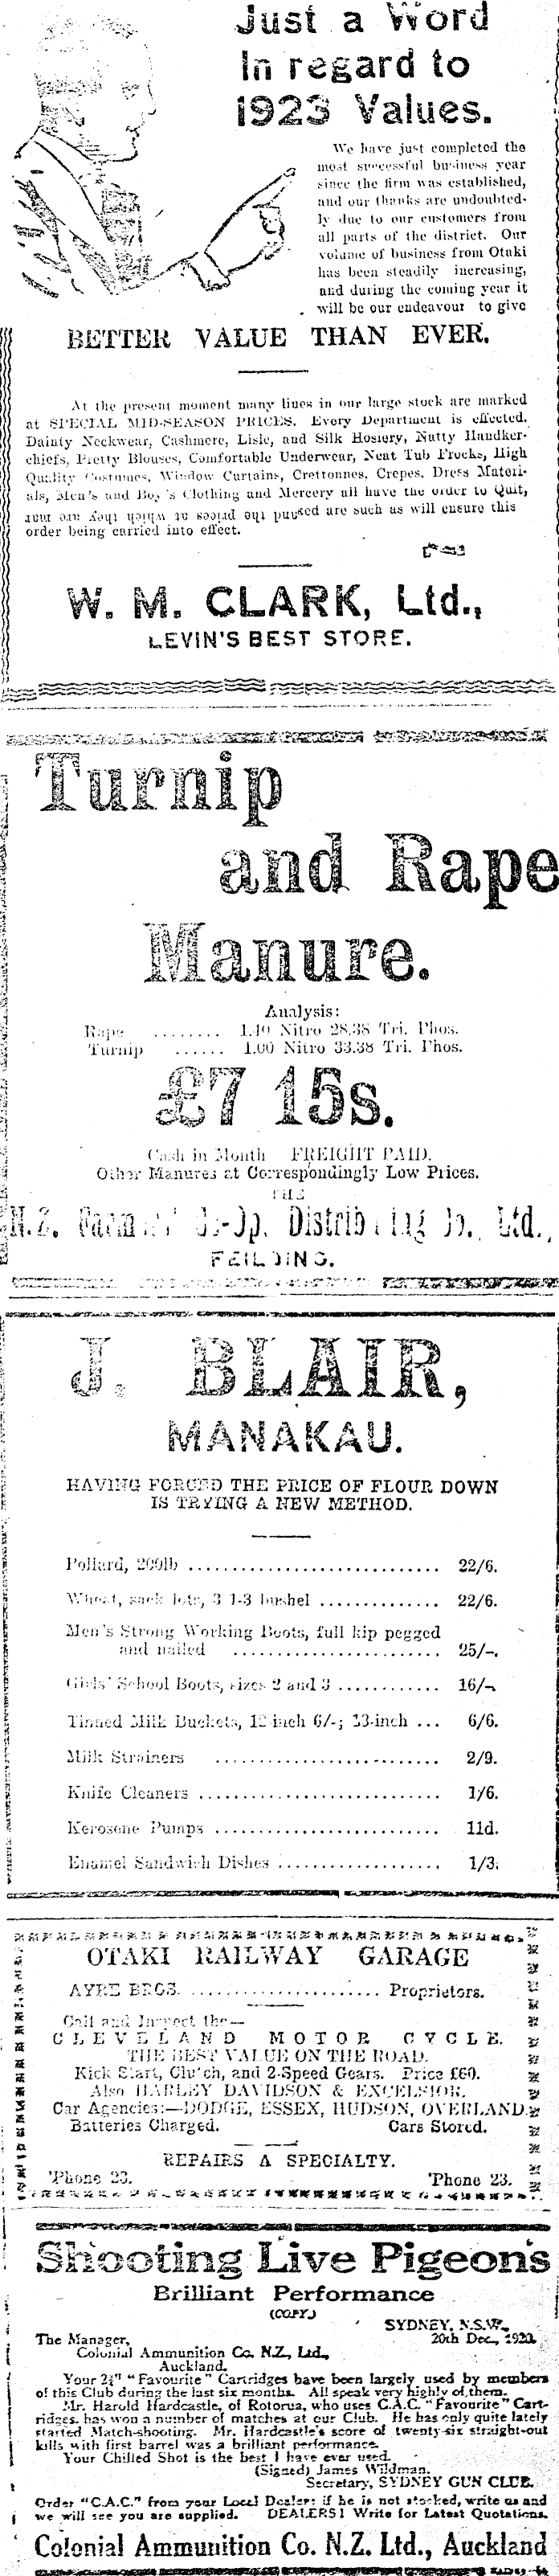 Just a Word
In regard to
1923 Values.
We have just completed the
most successful business year
since the firm was established,
and our thanks are undoubted-
ly due to our customers from
all parts of the district. Our
volume of business from Otaki
has been steadily increasing,
and during the coming year it
will be our endeavour to give
BETTER VALUE THAN EVER.
At the present moment many lines in our large stock are marked
at SPECIAL MID-SEASON PRICES. Every Department is effected.
Dainty Neckwear, Cashmere, Lisle, and Silk Hosiery, Nutty Handker-
chiefs, Pretty Blouses, Comfortable Underwear, Neat Tub Frocks, High
Quality Costumes, Window Curtains, Crettonnes, Crepes, Dress Materi-
als, Men's and Boy's Clothing and Mercery all have the order to Quit,
are such as will ensure this
order being carried into effect.
W. M. CLARK, Ltd.,
LEVIN'S BEST STORE.
Turnip
and Rape
Manure.
Analysis:
Rape ........ 1.40 Nitro 28.38 Tri. Phos.
Turnip ...... 1.00 Nitro 33.38 Tri. Phos.
£7 15s.
Cash in Month FREIGHT PAID.
Other Manures at Correspondingly Low Prices.
THE
N.Z. Farmers' Co-Op. Distributing Co. Ltd.,
FEILDING.
J. BLAIR,
MANAKAU.
HAVING FORCED THE PRICE OF FLOUR DOWN
IS TRYING A NEW METHOD.
Pollard, 200lb ............................ 22/6.
Wheat, sack lots, 3 1-3 bushel .............. 22/6.
Men's Strong Working Boots, full kip pegged
and nailed ........................ 25/-.
Girls' School Boots, sizes 2 and 3 ............ 16/-.
Tinned Milk Buckets, 12-inch 6/-; 13-inch ... 6/6.
Milk Strainers .......................... 2/9.
Knife Cleaners ............................ 1/6.
Kerosene Pumps .......................... 11d.
Enamel Sandwich Dishes .................... 1/3.
OTAKI RAILWAY GARAGE
AYRE BROS. ........................ Proprietors.
Call and Inspect the—
CLEVELAND MOTOR CYCLE.
THE BEST VALUE ON THE ROAD.
Kick Start, Clutch, and 2-Speed Gears. Price £60.
Also HARLEY DAVIDSON & EXCELSIOR.
Car Agencies:—DODGE, ESSEX, HUDSON, OVERLAND.
Batteries Charged. Cars Stored.
REPAIRS A SPECIALTY.
'Phone 23. 'Phone 23.
Shooting Live Pigeons
Brilliant Performance
(COPY.)
SYDNEY, N.S.W.,
The Manager, 20th Dec., 1920.
Colonial Ammunition Co. N.Z., Ltd.,
Auckland.
Your 2¾" "Favourite" Cartridges have been largely used by members
of this Club during the last six months. All speak very highly of them.
Mr. Harold Hardcastle, of Rotorua, who uses C.A.C. "Favourite" Cart-
ridges, has won a number of matches at our Club. He has only quite lately
started Match-shooting. Mr. Hardcastle's score of twenty-six straight-out
kills with first barrel was a brilliant performance.
Your Chilled Shot is the best I have ever used.
(Signed) James Wildman.
Secretary, SYDNEY GUN CLUB.
Order "C.A.C." from your Local Dealer: if he is not stocked, write us and
we will see you are supplied. DEALERS! Write for Latest Quotations.
Colonial Ammunition Co. N.Z. Ltd., Auckland